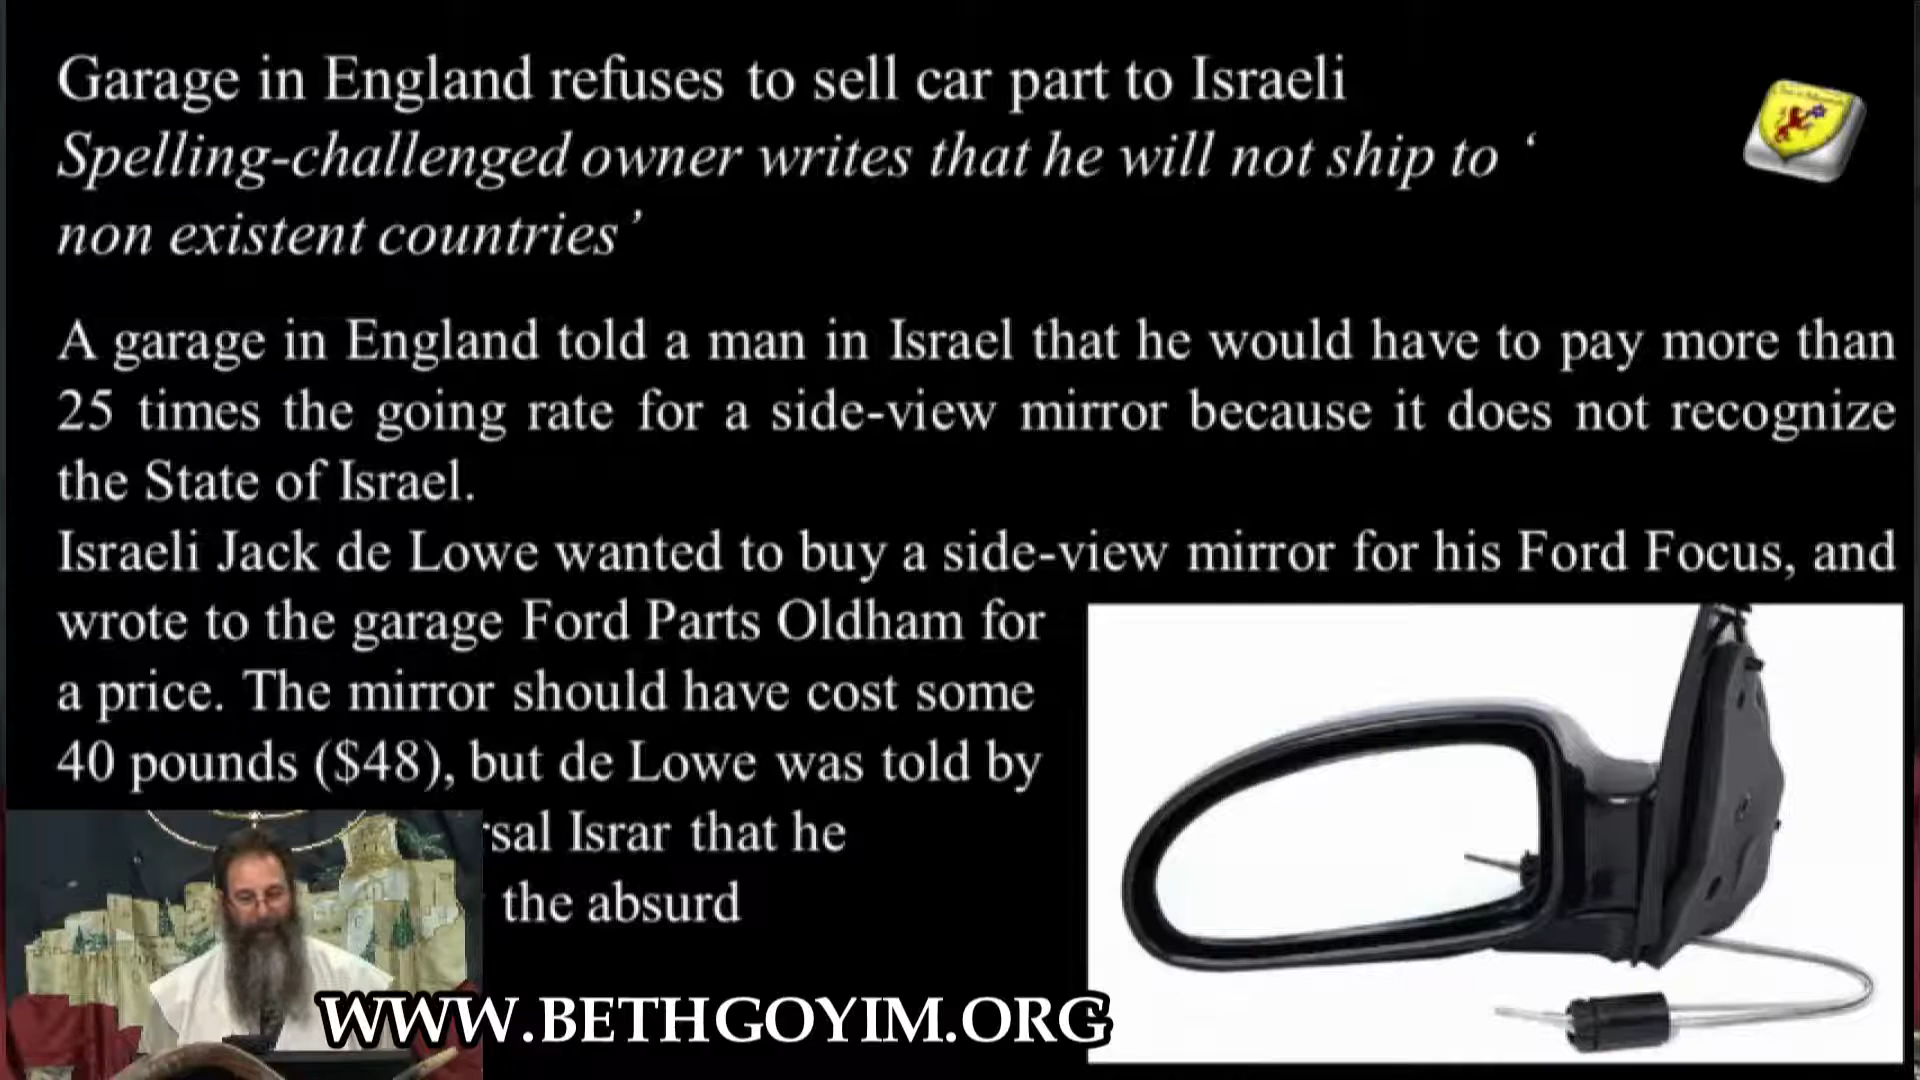 Garage in England refuses to sell car part to Israeli
Spelling-challenged owner writes that he will not ship to ‘
non existent countries’
A garage in England told a man in Israel that he would have to pay more than
25 times the going rate for a side-view mirror because it does not recognize
the State of Israel.
Israeli Jack de Lowe wanted to buy a side-view mirror for his Ford Focus, and
wrote to the garage Ford Parts Oldham for
a price. The mirror should have cost some
40 pounds ($48), but de Lowe was told by
Israr that he
the absurd
WWW.BETHGOYIM.ORG